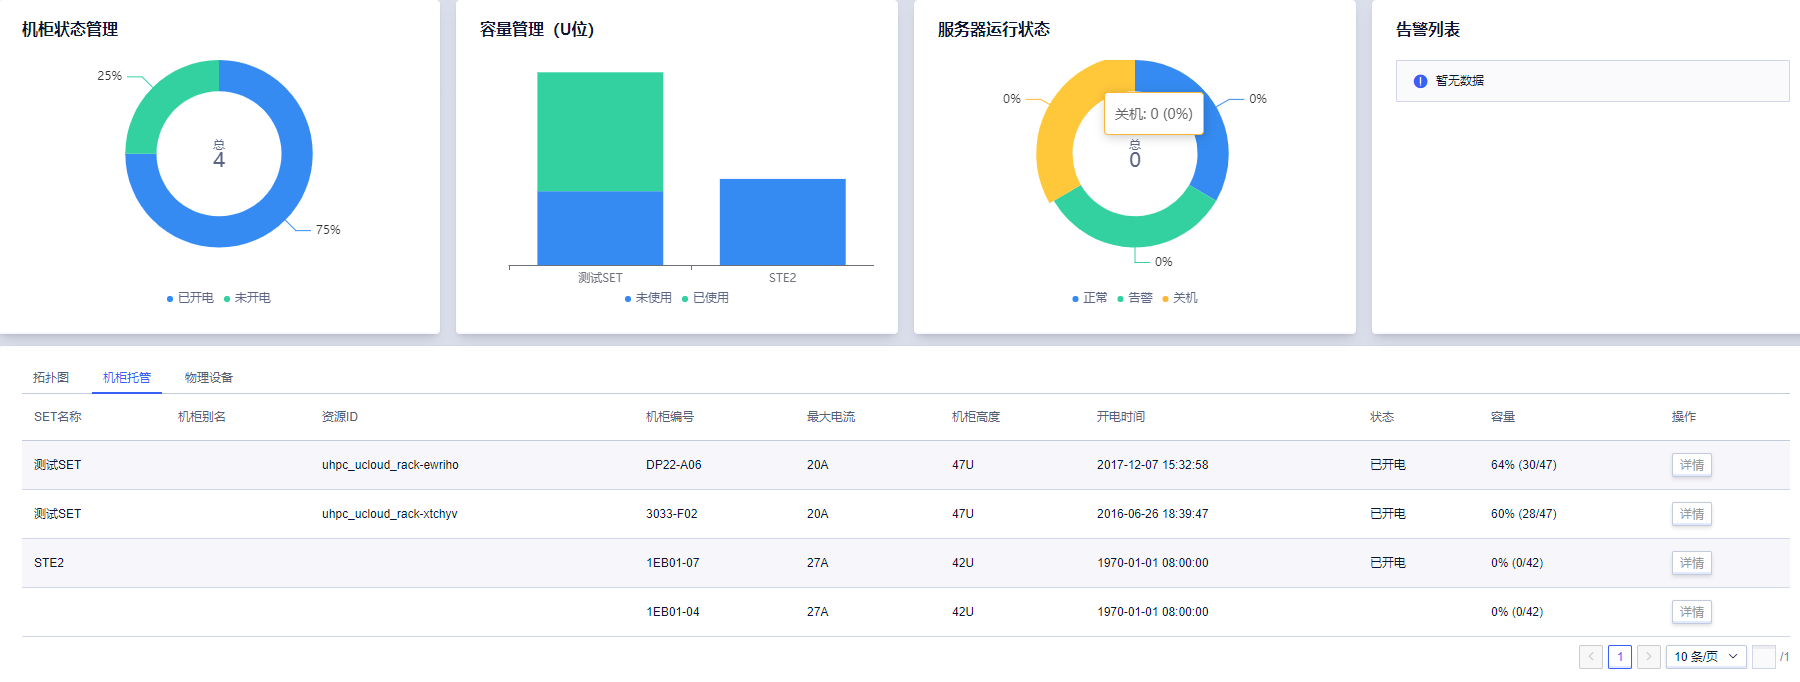 机柜状态管理
25%
总
4
75%
已开电 未开电
容量管理（U位）
测试SET STE2
未使用 已使用
服务器运行状态
0% 0%
关机: 0 (0%)
总
0
0%
正常 告警 关机
告警列表
暂无数据
拓扑图 机柜托管 物理设备
SET名称 机柜别名 资源ID 机柜编号 最大电流 机柜高度 开电时间 状态 容量 操作
测试SET uhpc_ucloud_rack-ewriho DP22-A06 20A 47U 2017-12-07 15:32:58 已开电 64% (30/47) 详情
测试SET uhpc_ucloud_rack-xtchyv 3033-F02 20A 47U 2016-06-26 18:39:47 已开电 60% (28/47) 详情
STE2 1EB01-07 27A 42U 1970-01-01 08:00:00 已开电 0% (0/42) 详情
1EB01-04 27A 42U 1970-01-01 08:00:00 0% (0/42) 详情
1 10 条/页 /1